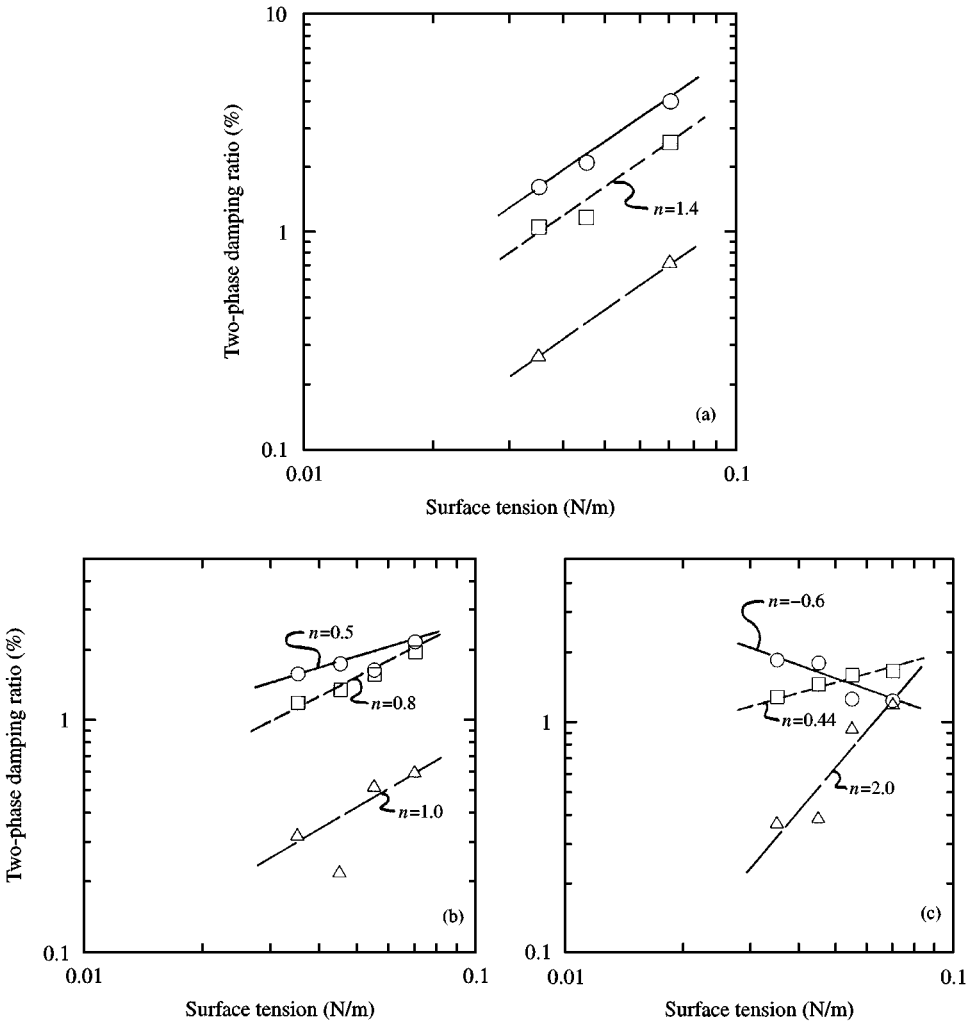 10
1
0.1
Two-phase damping ratio (%)
n=1.4
(a)
0.01
0.1
Surface tension (N/m)
1
0.1
Two-phase damping ratio (%)
n=0.5
n=0.8
n=1.0
(b)
0.01
0.1
Surface tension (N/m)
1
0.1
n=−0.6
n=0.44
n=2.0
(c)
0.01
0.1
Surface tension (N/m)